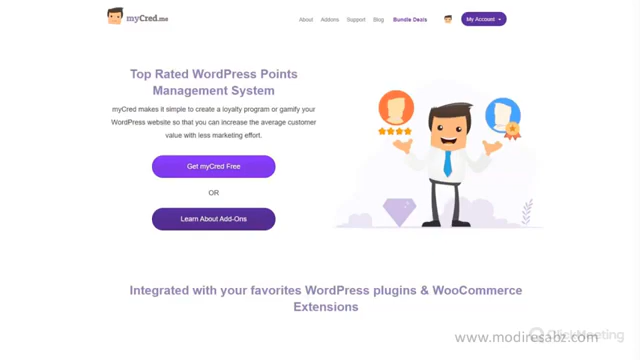 myCred.me
About Addons Support Blog Bundle Deals My Account
Top Rated WordPress Points
Management System
myCred makes it simple to create a loyalty program or gamify your
WordPress website so that you can increase the average customer
value with less marketing effort.
Get myCred Free
OR
Learn About Add-Ons
Integrated with your favorites WordPress plugins & WooCommerce
Extensions
ClickMeeting
www.modiresabz.com